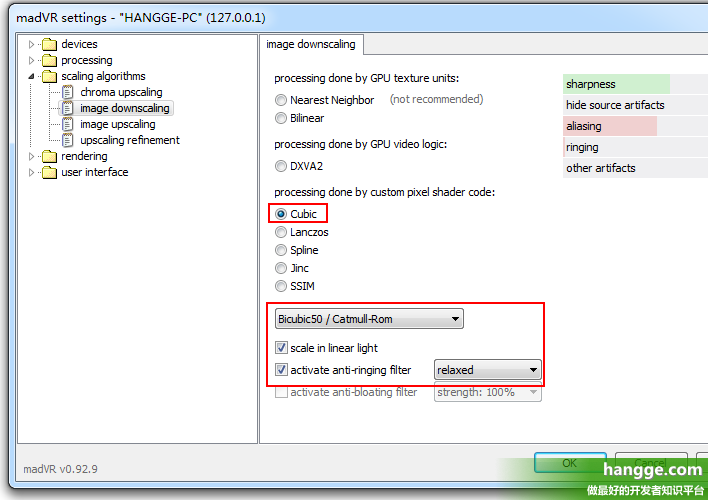 madVR settings - "HANGGE-PC" (127.0.0.1)
devices
processing
scaling algorithms
chroma upscaling
image downscaling
image upscaling
upscaling refinement
rendering
user interface
madVR v0.92.9
image downscaling
processing done by GPU texture units:
Nearest Neighbor (not recommended)
Bilinear
processing done by GPU video logic:
DXVA2
processing done by custom pixel shader code:
Cubic
Lanczos
Spline
Jinc
SSIM
Bicubic50 / Catmull-Rom
scale in linear light
activate anti-ringing filter relaxed
activate anti-bloating filter strength: 100%
sharpness
hide source artifacts
aliasing
ringing
other artifacts
OK Cancel
hangge.com
做最好的开发者知识平台